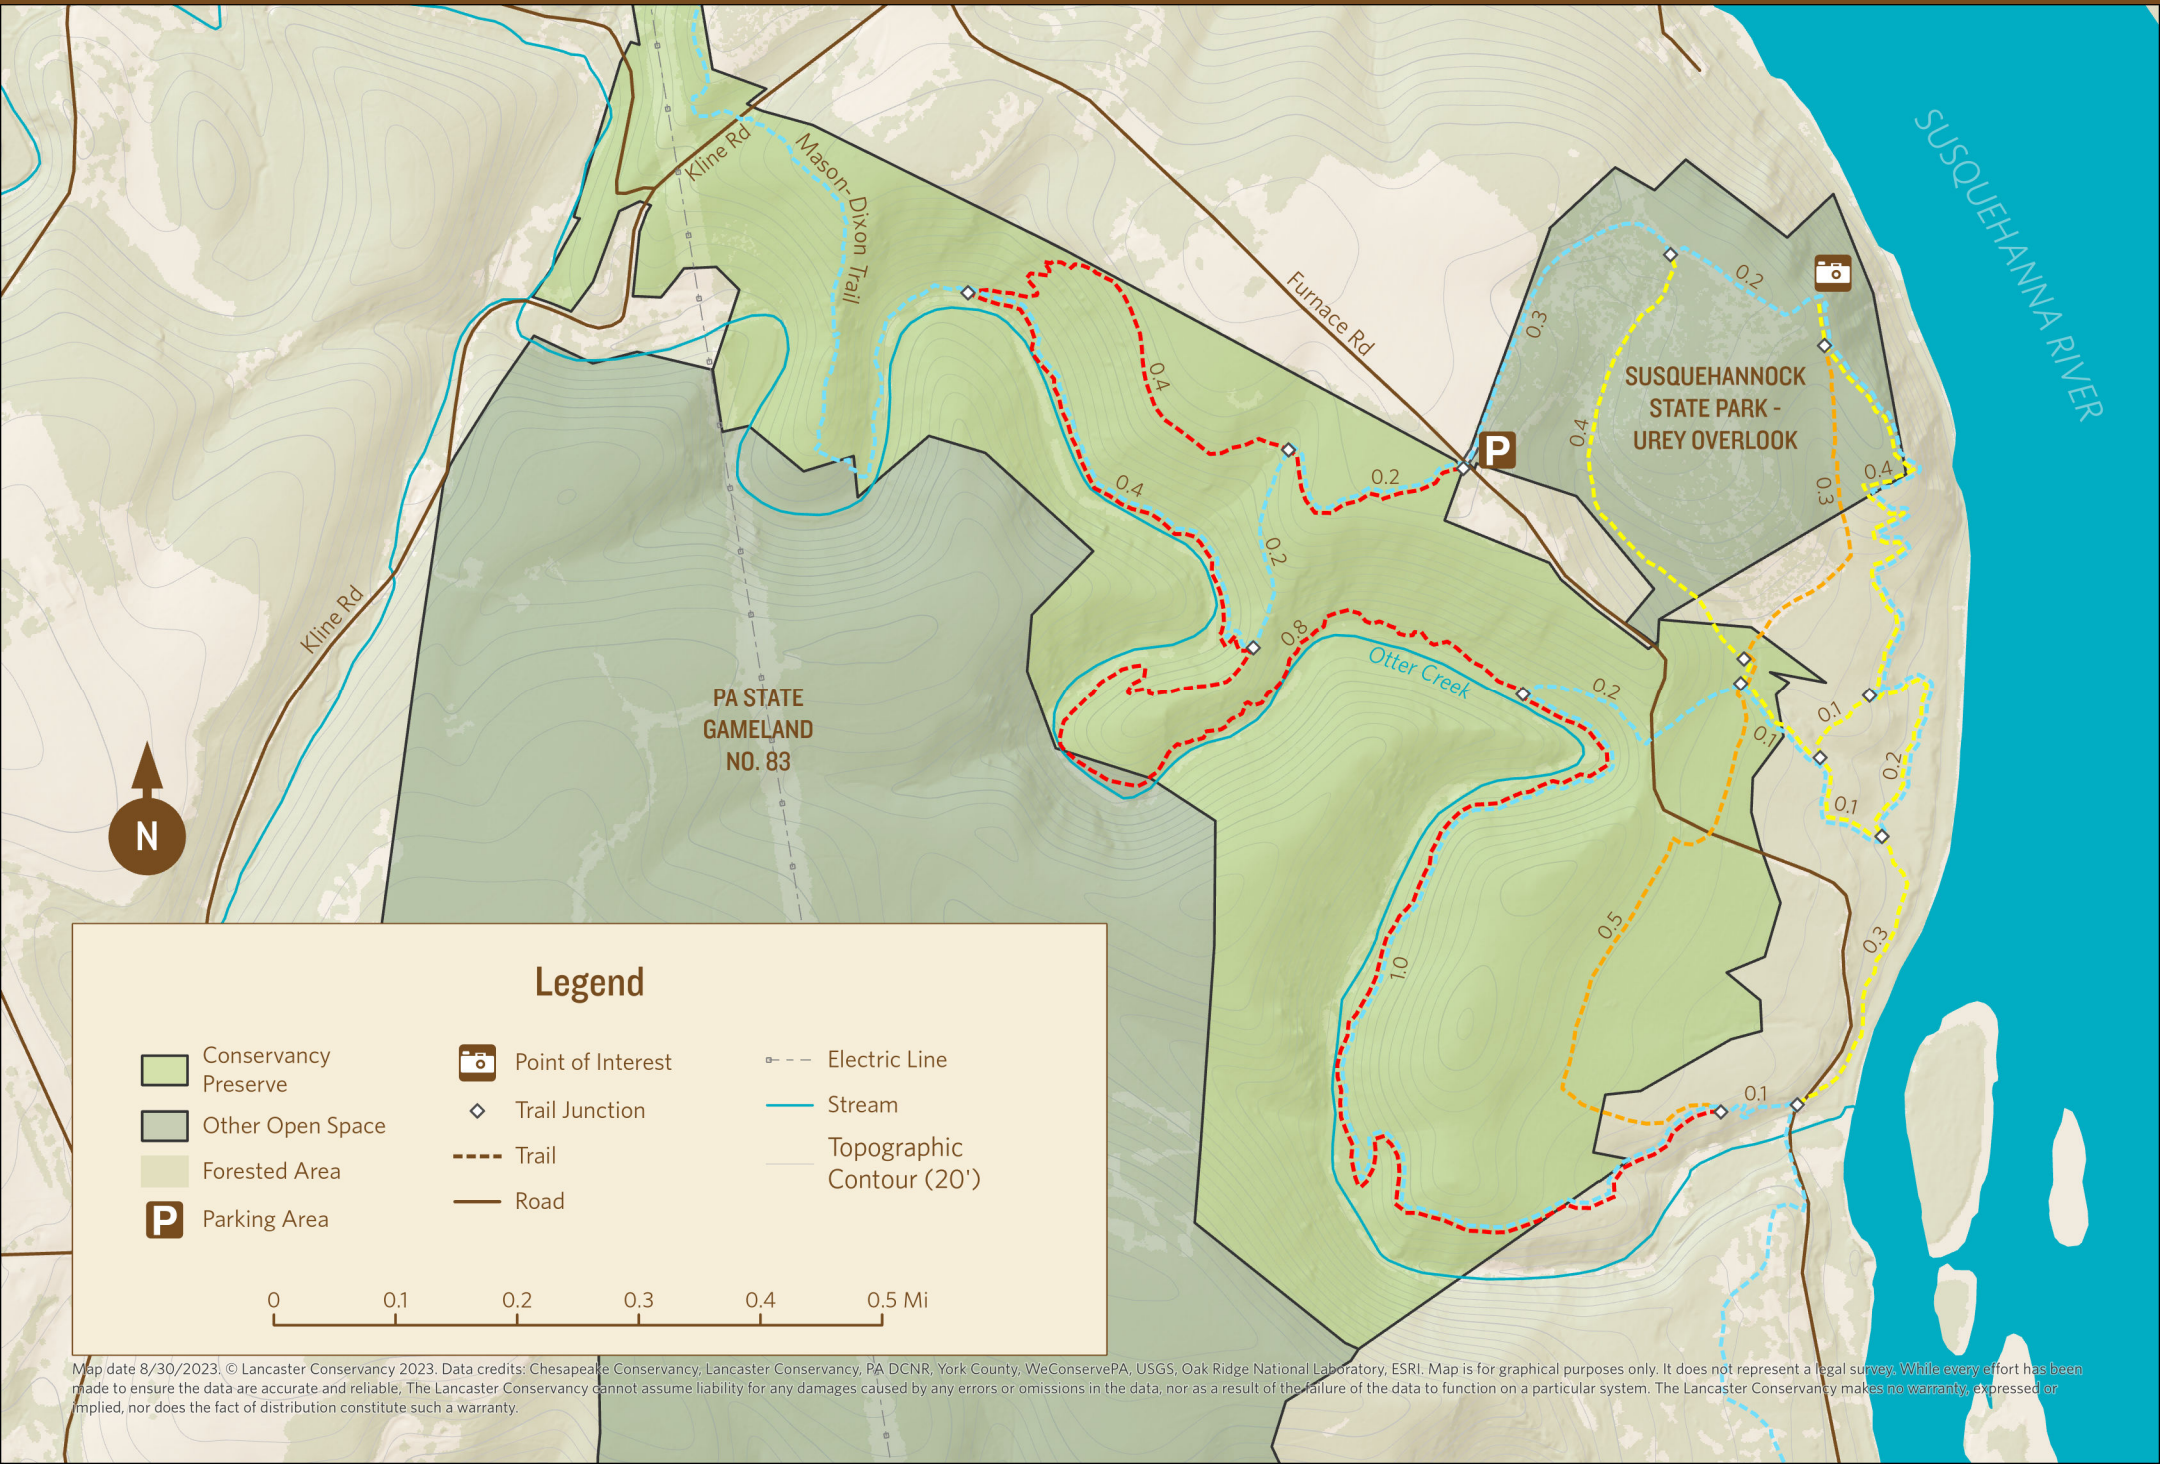 Kline Rd
Mason-Dixon Trail
Furnace Rd
SUSQUEHANNA RIVER
0.2
0.3
SUSQUEHANNOCK
STATE PARK -
UREY OVERLOOK
0.4
0.4
P
0.4
0.3
0.2
0.4
0.2
Kline Rd
0.8
Otter Creek
0.2
0.1
0.1
0.2
0.1
PA STATE
GAMELAND
NO. 83
N
0.5
0.3
1.0
0.1
Legend
Conservancy
Preserve
Other Open Space
Forested Area
P Parking Area
Point of Interest
Trail Junction
Trail
Road
Electric Line
Stream
Topographic
Contour (20')
0 0.1 0.2 0.3 0.4 0.5 Mi
Map date 8/30/2023. © Lancaster Conservancy 2023. Data credits: Chesapeake Conservancy, Lancaster Conservancy, PA DCNR, York County, WeConservePA, USGS, Oak Ridge National Laboratory, ESRI. Map is for graphical purposes only. It does not represent a legal survey. While every effort has been
made to ensure the data are accurate and reliable, The Lancaster Conservancy cannot assume liability for any damages caused by any errors or omissions in the data, nor as a result of the failure of the data to function on a particular system. The Lancaster Conservancy makes no warranty, expressed or
implied, nor does the fact of distribution constitute such a warranty.